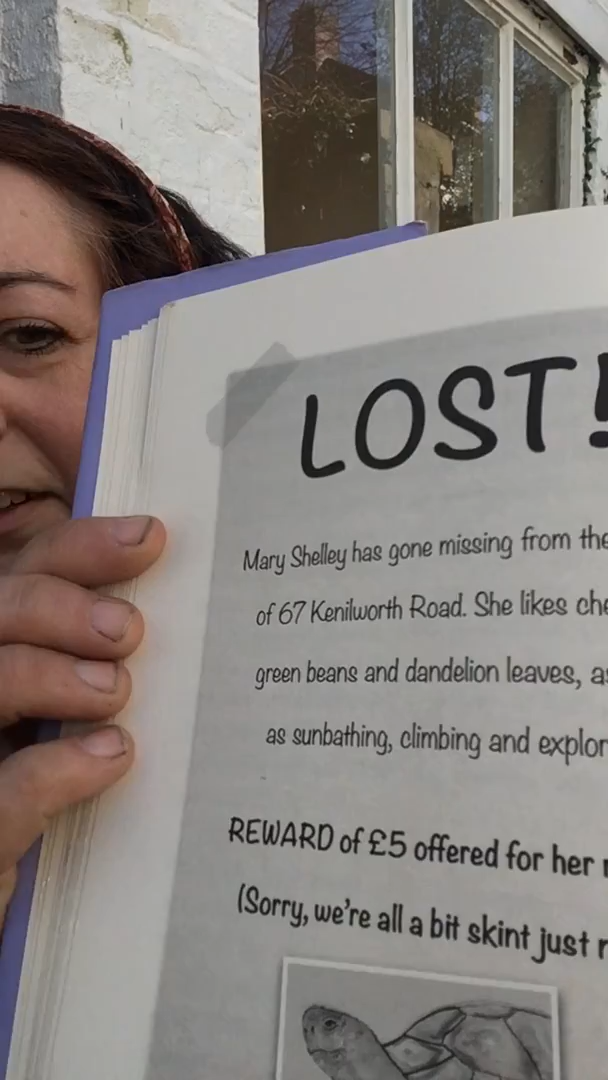 LOST!
Mary Shelley has gone missing from the
of 67 Kenilworth Road. She likes
green beans and dandelion leaves,
as sunbathing, climbing and
REWARD of £5 offered for her
(Sorry, we're all a bit skint just